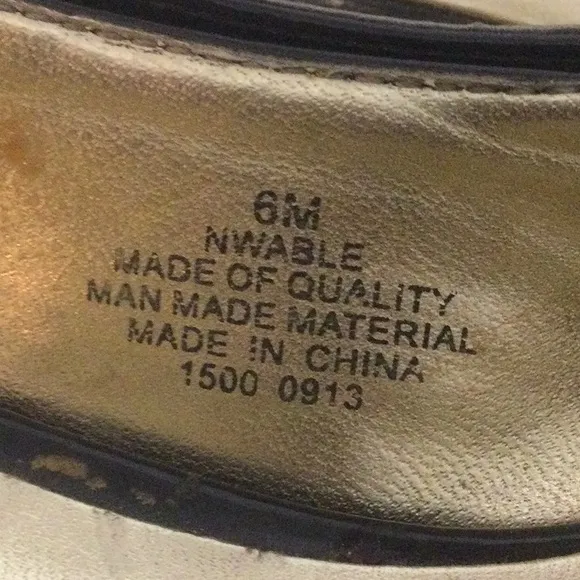 6M
NWABLE
MADE OF QUALITY
MAN MADE MATERIAL
MADE IN CHINA
1500 0913